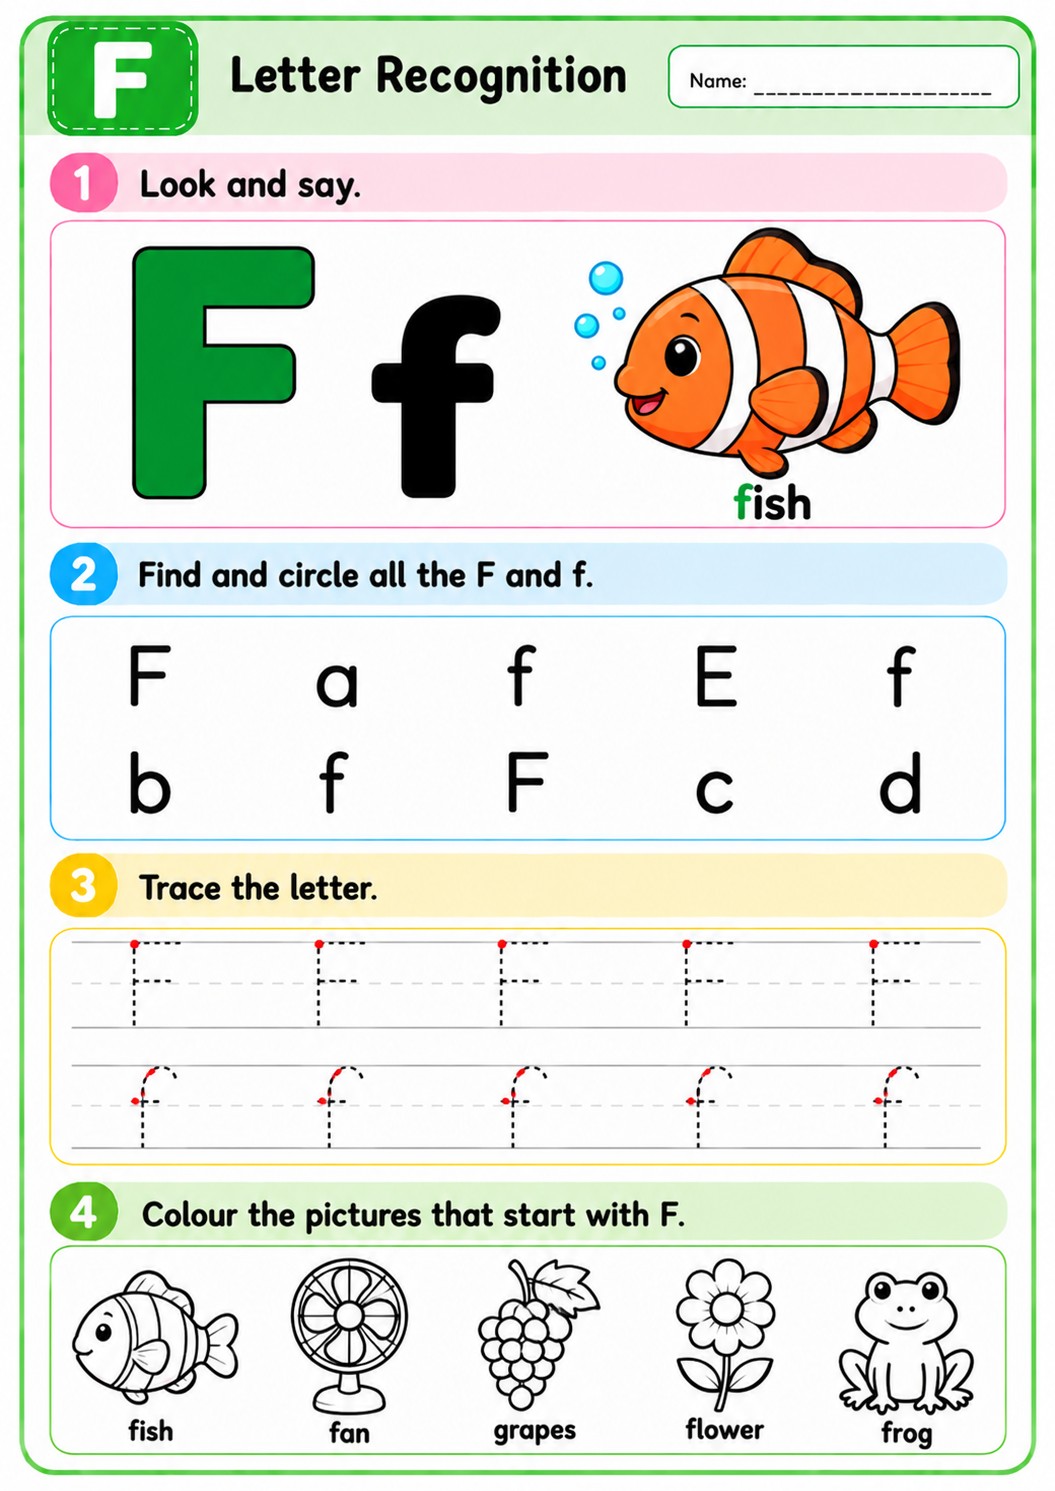 F
Letter Recognition
Name: ____________________
1 Look and say.
F f
fish
2 Find and circle all the F and f.
F a f E f
b f F c d
3 Trace the letter.
F F F F F
f f f f f
4 Colour the pictures that start with F.
fish fan grapes flower frog